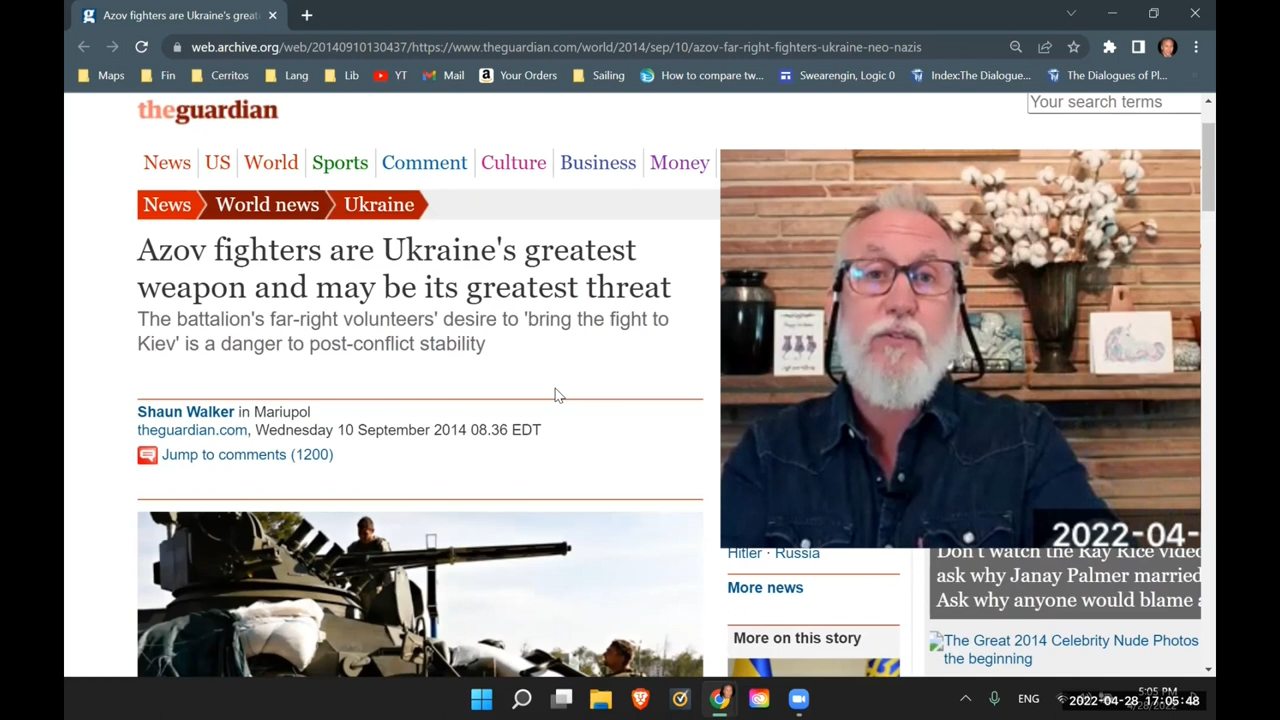 Azov fighters are Ukraine's great
web.archive.org/web/20140910130437/https://www.theguardian.com/world/2014/sep/10/azov-far-right-fighters-ukraine-neo-nazis
Maps Fin Cerritos Lang Lib YT Mail Your Orders Sailing How to compare tw... Swearengin, Logic 0 Index:The Dialogue... The Dialogues of Pl...
theguardian
Your search terms
News US World Sports Comment Culture Business Money
News World news Ukraine
Azov fighters are Ukraine's greatest
weapon and may be its greatest threat
The battalion's far-right volunteers' desire to 'bring the fight to
Kiev' is a danger to post-conflict stability
Shaun Walker in Mariupol
theguardian.com, Wednesday 10 September 2014 08.36 EDT
Jump to comments (1200)
2022-04-
Hitler · Russia
More news
More on this story
Don't watch the Ray Rice video
ask why Janay Palmer married
Ask why anyone would blame
The Great 2014 Celebrity Nude Photos
the beginning
ENG
5:05 PM
2022-04-28 17:05:48